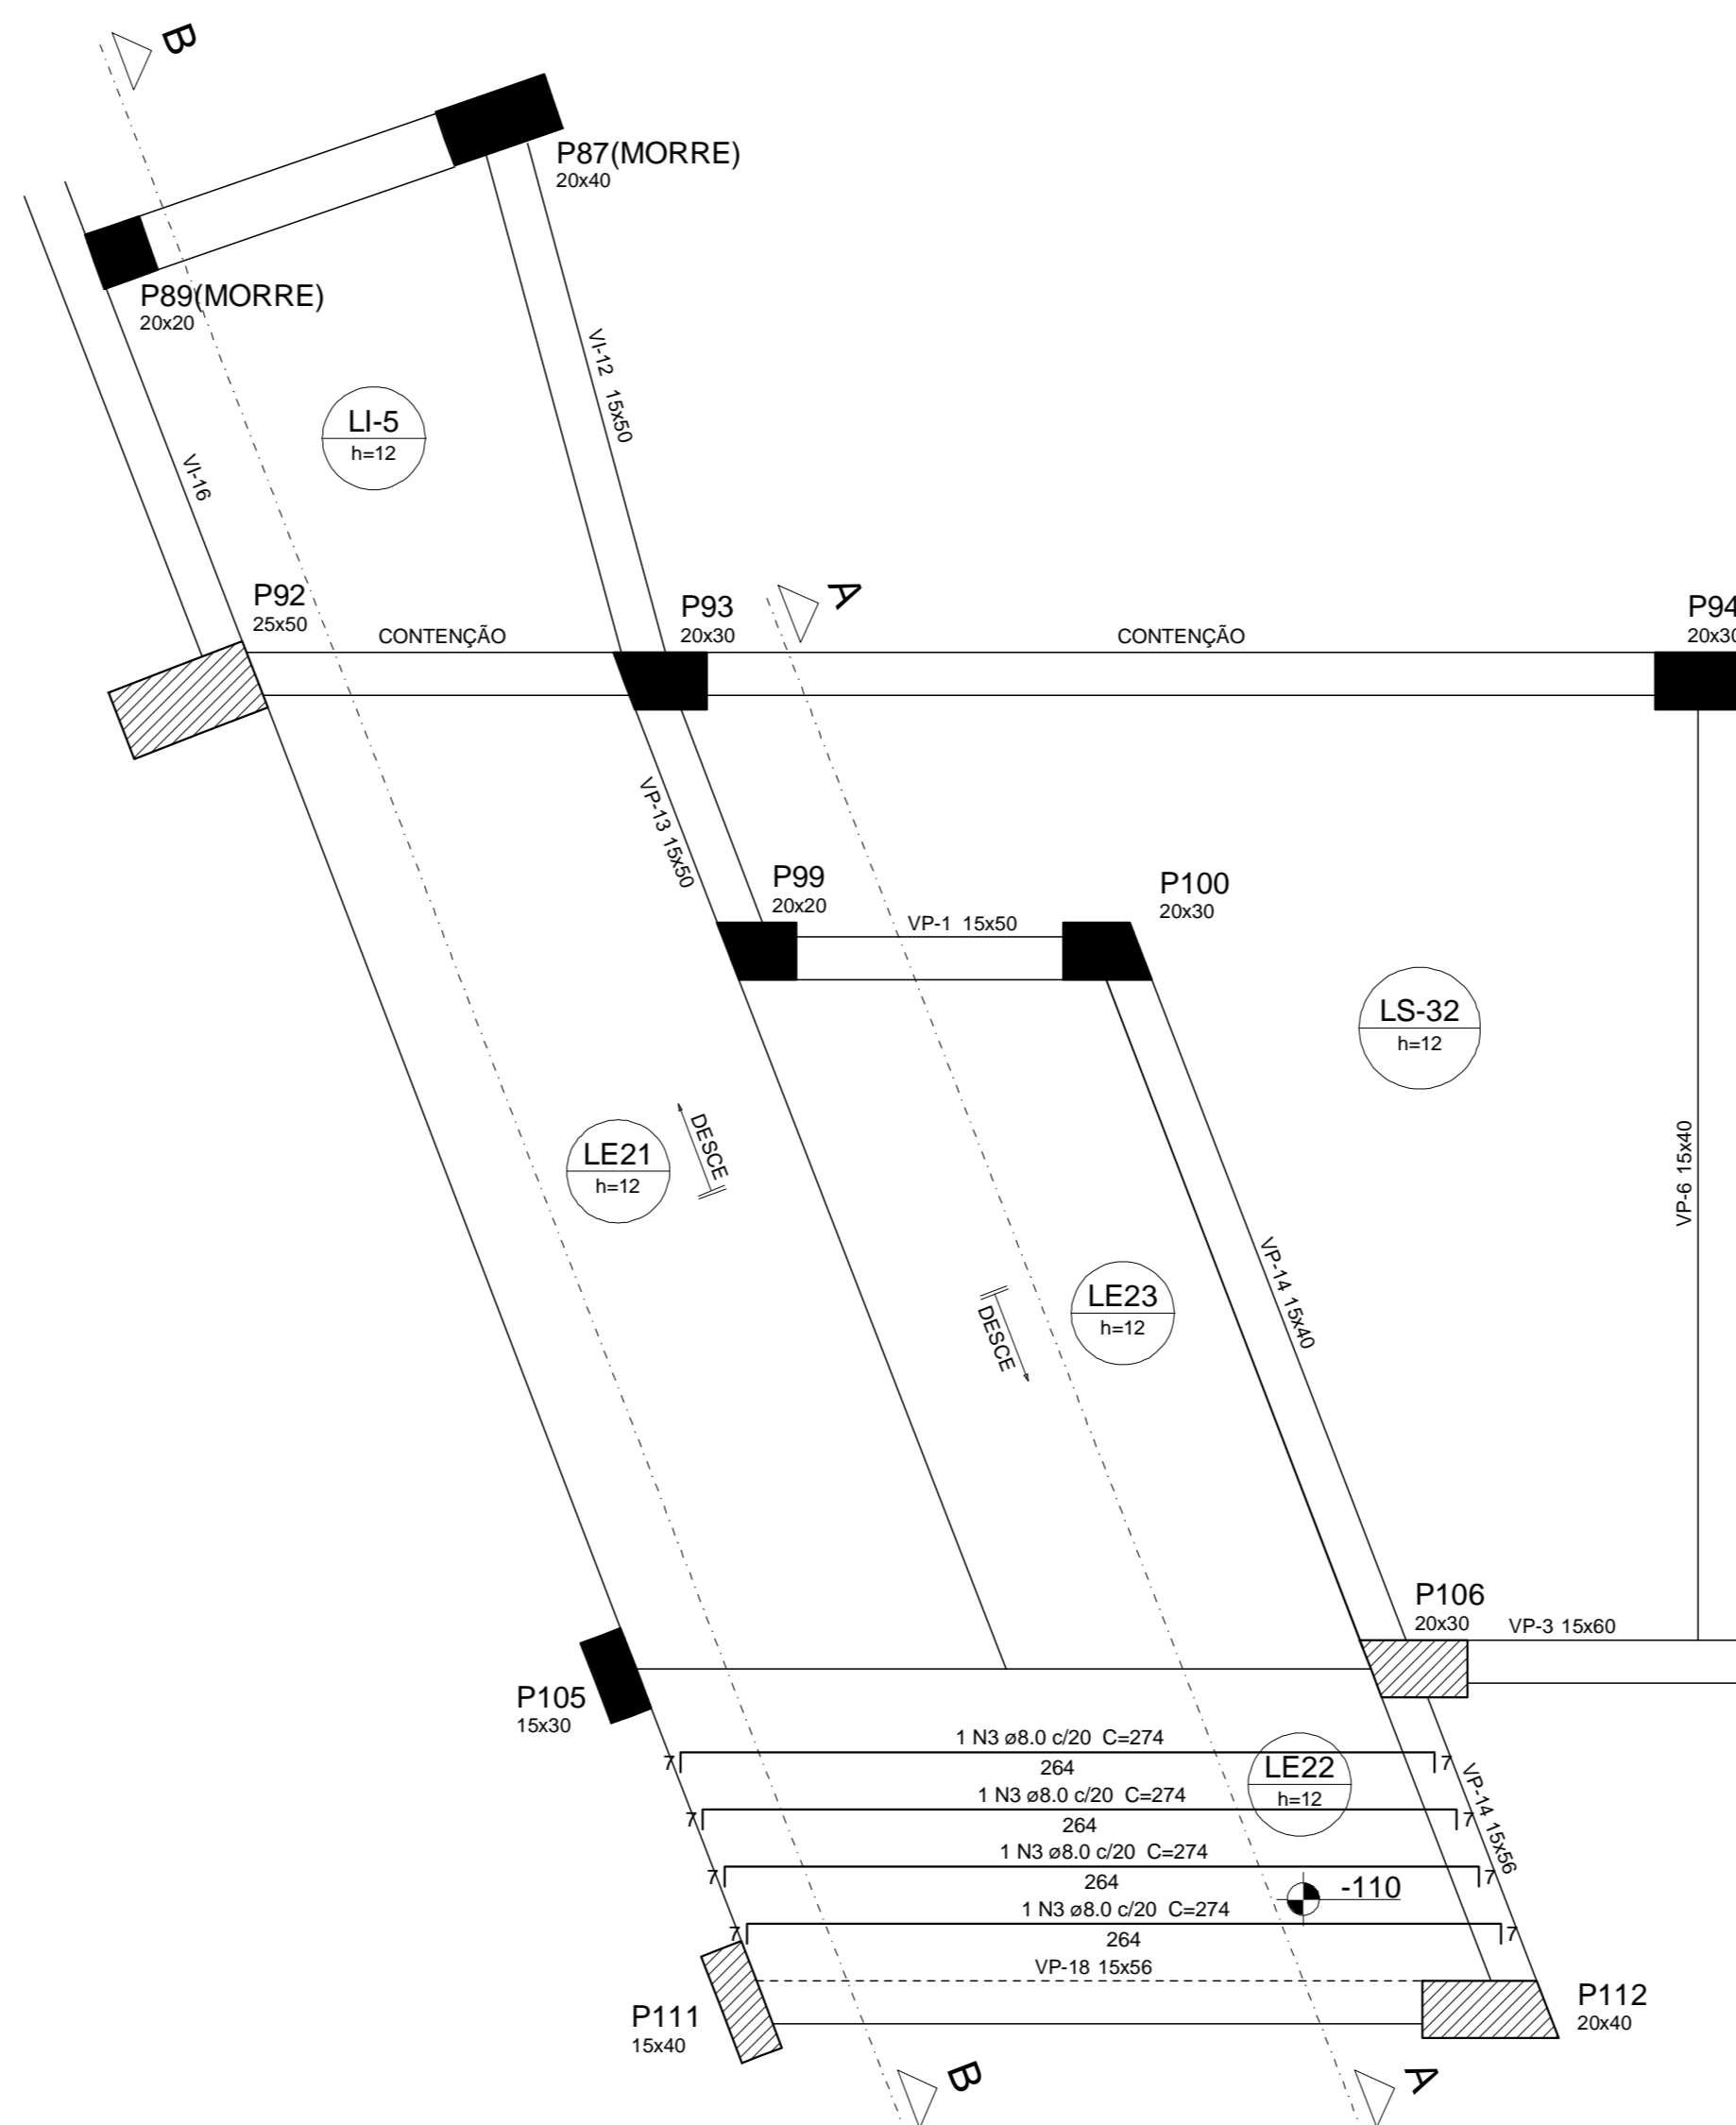 B
P87(MORRE)
20x40
P89(MORRE)
20x20
VI-12 15x50
LI-5
h=12
VI-16
P92
25x50
CONTENÇÃO
P93
20x30
A
CONTENÇÃO
P94
20x30
VP-13 15x50
P99
20x20
VP-1 15x50
P100
20x30
LS-32
h=12
LE21
h=12
DESCE
VP-6 15x40
LE23
h=12
DESCE
VP-14 15x40
P106
20x30
VP-3 15x60
P105
15x30
1 N3 ø8.0 c/20 C=274
7
264
7
LE22
h=12
VP-14 15x56
1 N3 ø8.0 c/20 C=274
7
264
7
1 N3 ø8.0 c/20 C=274
7
264
7
-110
1 N3 ø8.0 c/20 C=274
7
264
7
VP-18 15x56
P111
15x40
P112
20x40
B
A